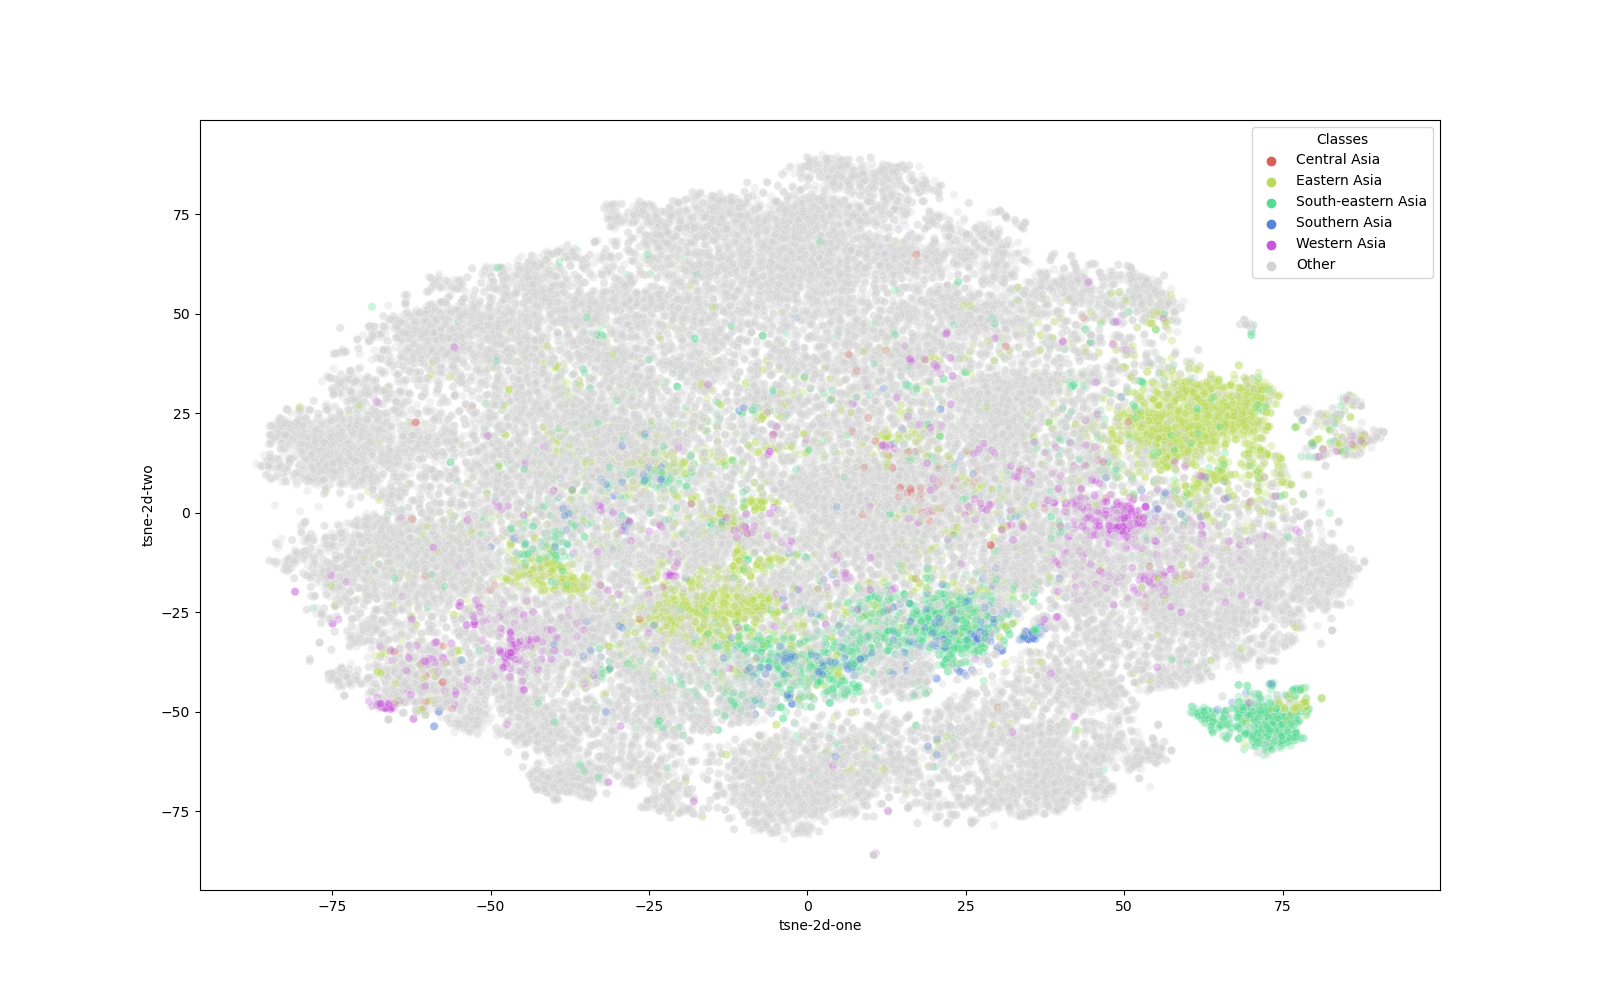 Classes
Central Asia
Eastern Asia
South-eastern Asia
Southern Asia
Western Asia
Other
75
50
25
0
−25
−50
−75
tsne-2d-two
−75
−50
−25
0
25
50
75
tsne-2d-one